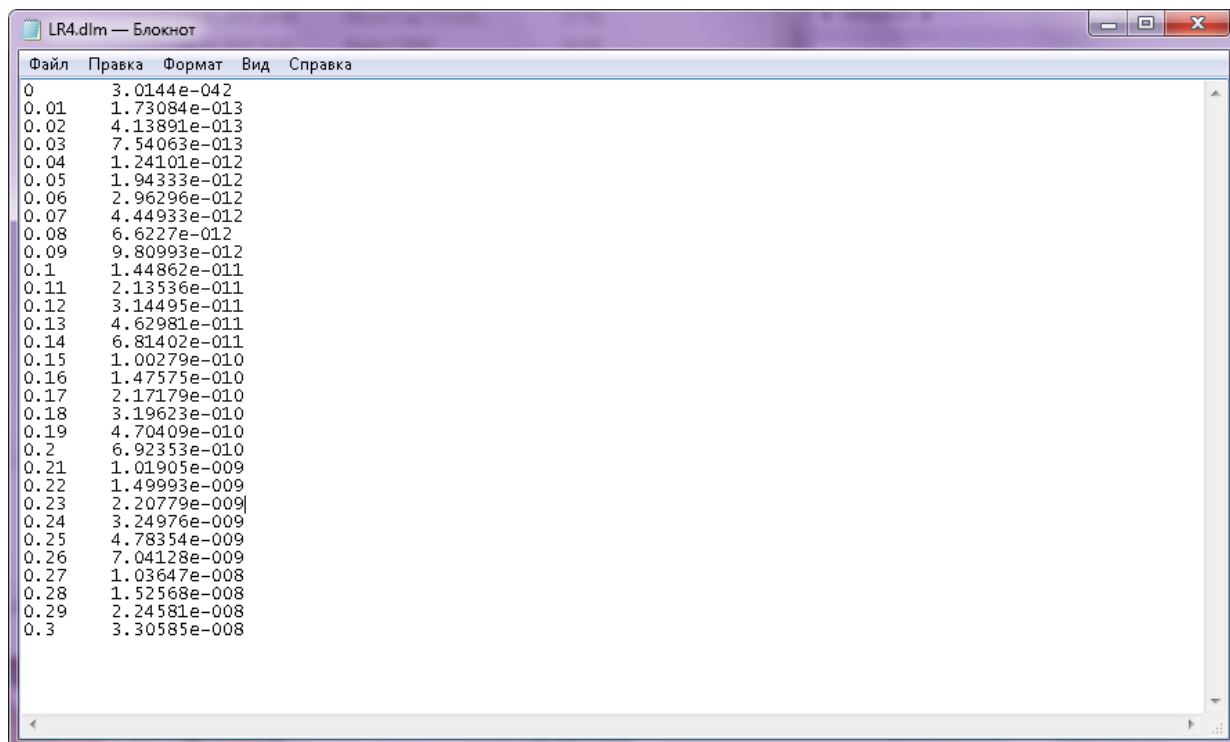 LR4.dlm — Блокнот
Файл Правка Формат Вид Справка
0 3.0144e-042
0.01 1.73084e-013
0.02 4.13891e-013
0.03 7.54063e-013
0.04 1.24101e-012
0.05 1.94333e-012
0.06 2.96296e-012
0.07 4.44933e-012
0.08 6.6227e-012
0.09 9.80993e-012
0.1 1.44862e-011
0.11 2.13536e-011
0.12 3.14495e-011
0.13 4.62981e-011
0.14 6.81402e-011
0.15 1.00279e-010
0.16 1.47575e-010
0.17 2.17179e-010
0.18 3.19623e-010
0.19 4.70409e-010
0.2 6.92353e-010
0.21 1.01905e-009
0.22 1.49993e-009
0.23 2.20779e-009
0.24 3.24976e-009
0.25 4.78354e-009
0.26 7.04128e-009
0.27 1.03647e-008
0.28 1.52568e-008
0.29 2.24581e-008
0.3 3.30585e-008